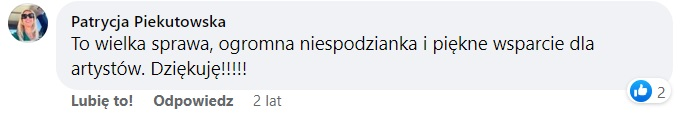 Patrycja Piekutowska
To wielka sprawa, ogromna niespodzianka i piękne wsparcie dla
artystów. Dziękuję!!!!!
2
Lubię to! Odpowiedz 2 lat